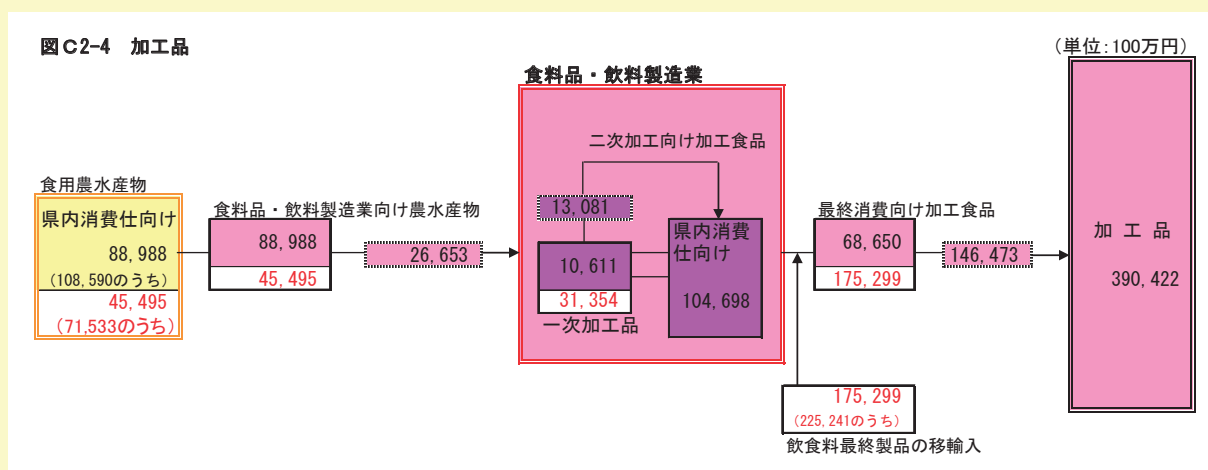 図C2-4 加工品
(単位:100万円)
食料品・飲料製造業
二次加工向け加工食品
食用農水産物
県内消費仕向け
88,988
(108,590のうち)
45,495
(71,533のうち)
食料品・飲料製造業向け農水産物
88,988
45,495
26,653
13,081
10,611
31,354
一次加工品
県内消費
仕向け
104,698
最終消費向け加工食品
68,650
175,299
146,473
175,299
(225,241のうち)
飲食料最終製品の移輸入
加工品
390,422